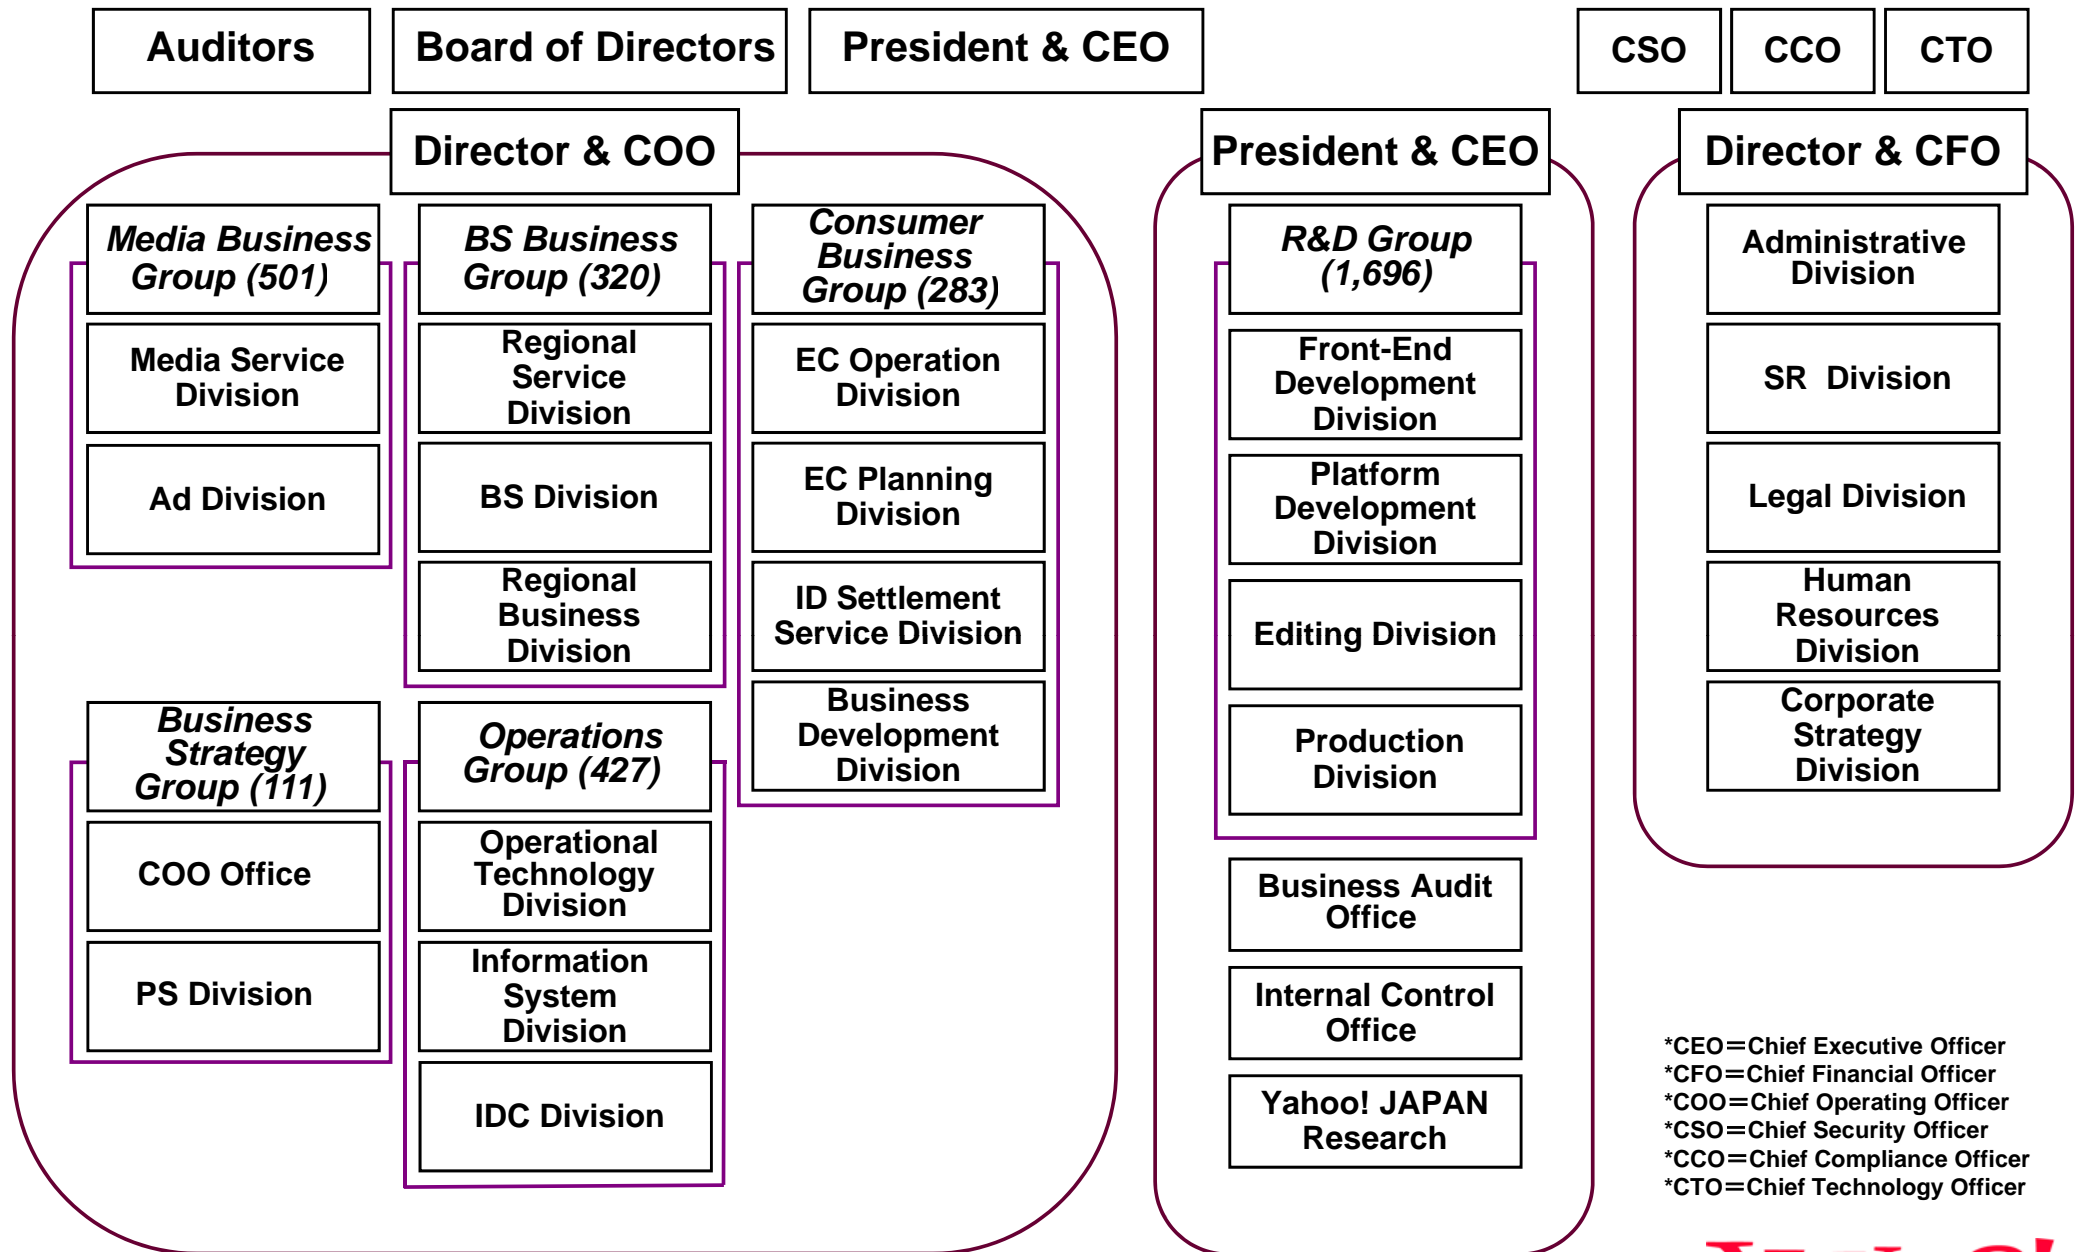 Auditors
Board of Directors
President & CEO
CSO
CCO
CTO
Director & COO
President & CEO
Director & CFO
Media Business
Group (501)
Media Service
Division
Ad Division
BS Business
Group (320)
Regional
Service
Division
BS Division
Regional
Business
Division
Consumer
Business
Group (283)
EC Operation
Division
EC Planning
Division
ID Settlement
Service Division
Business
Development
Division
Business
Strategy
Group (111)
COO Office
PS Division
Operations
Group (427)
Operational
Technology
Division
Information
System
Division
IDC Division
R&D Group
(1,696)
Front-End
Development
Division
Platform
Development
Division
Editing Division
Production
Division
Business Audit
Office
Internal Control
Office
Yahoo! JAPAN
Research
Administrative
Division
SR Division
Legal Division
Human
Resources
Division
Corporate
Strategy
Division
*CEO＝Chief Executive Officer
*CFO＝Chief Financial Officer
*COO＝Chief Operating Officer
*CSO＝Chief Security Officer
*CCO＝Chief Compliance Officer
*CTO＝Chief Technology Officer